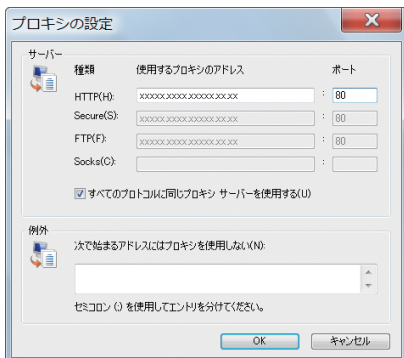 プロキシの設定
サーバー
種類 使用するプロキシのアドレス ポート
HTTP(H): xxxxx.xxxx.xxxxx.xx.xx : 80
Secure(S): xxxxx.xxxx.xxxxx.xx.xx : 80
FTP(F): xxxxx.xxxx.xxxxx.xx.xx : 80
Socks(C): :
すべてのプロトコルに同じプロキシ サーバーを使用する(U)
例外
次で始まるアドレスにはプロキシを使用しない(N):
セミコロン (;) を使用してエントリを分けてください。
OK キャンセル